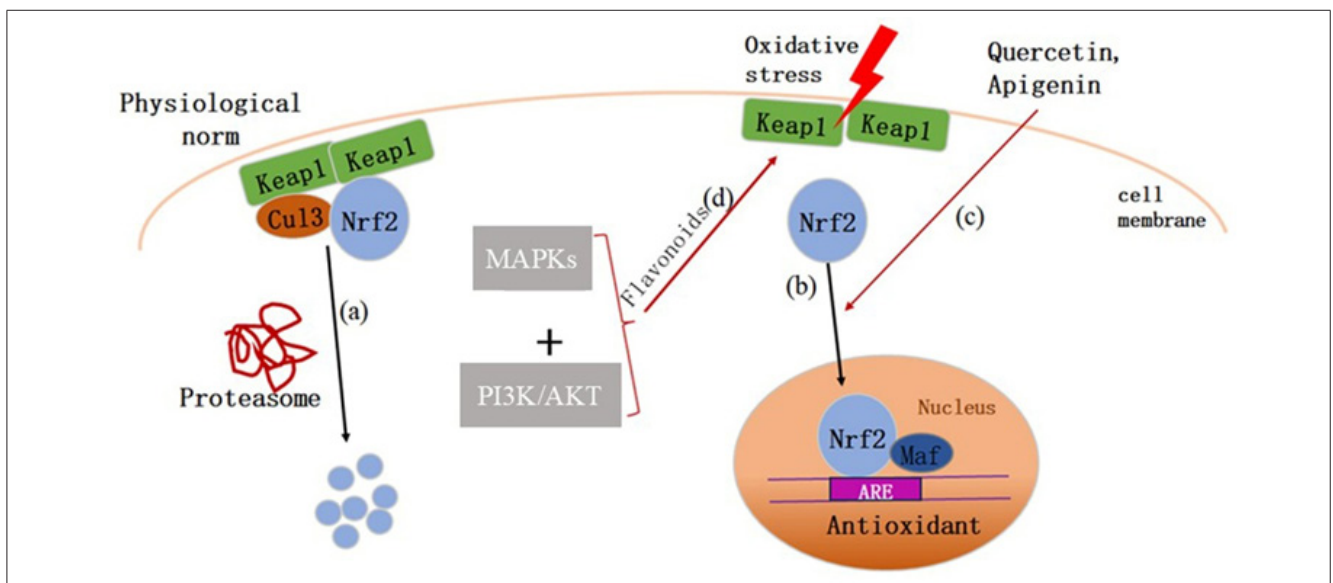 Physiological
norm
Keap1
Keap1
Cul3
Nrf2
(a)
Proteasome
MAPKs
+
PI3K/AKT
Flavonoids
(d)
Oxidative
stress
Keap1
Keap1
Quercetin,
Apigenin
cell
membrane
(c)
Nrf2
(b)
Nucleus
Nrf2
Maf
ARE
Antioxidant